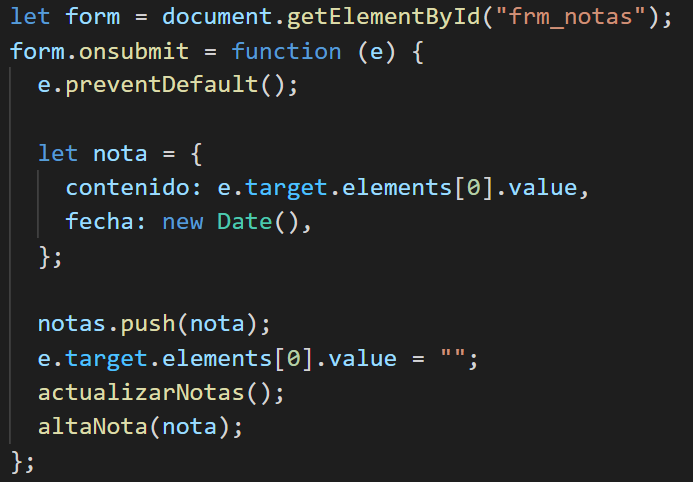 let form = document.getElementById("frm_notas");
form.onsubmit = function (e) {
  e.preventDefault();

  let nota = {
    contenido: e.target.elements[0].value,
    fecha: new Date(),
  };

  notas.push(nota);
  e.target.elements[0].value = "";
  actualizarNotas();
  altaNota(nota);
};